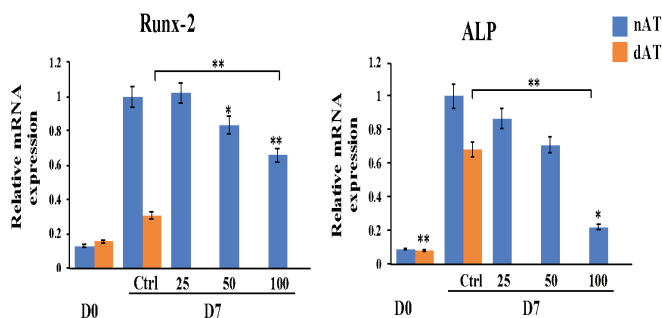 Runx-2
Relative mRNA
expression
1.2
1
0.8
0.6
0.4
0.2
0
**
*
**
Ctrl 25 50 100
D0 D7
ALP
nAT
dAT
Relative mRNA
expression
1.2
1
0.8
0.6
0.4
0.2
0
**
**
*
Ctrl 25 50 100
D0 D7